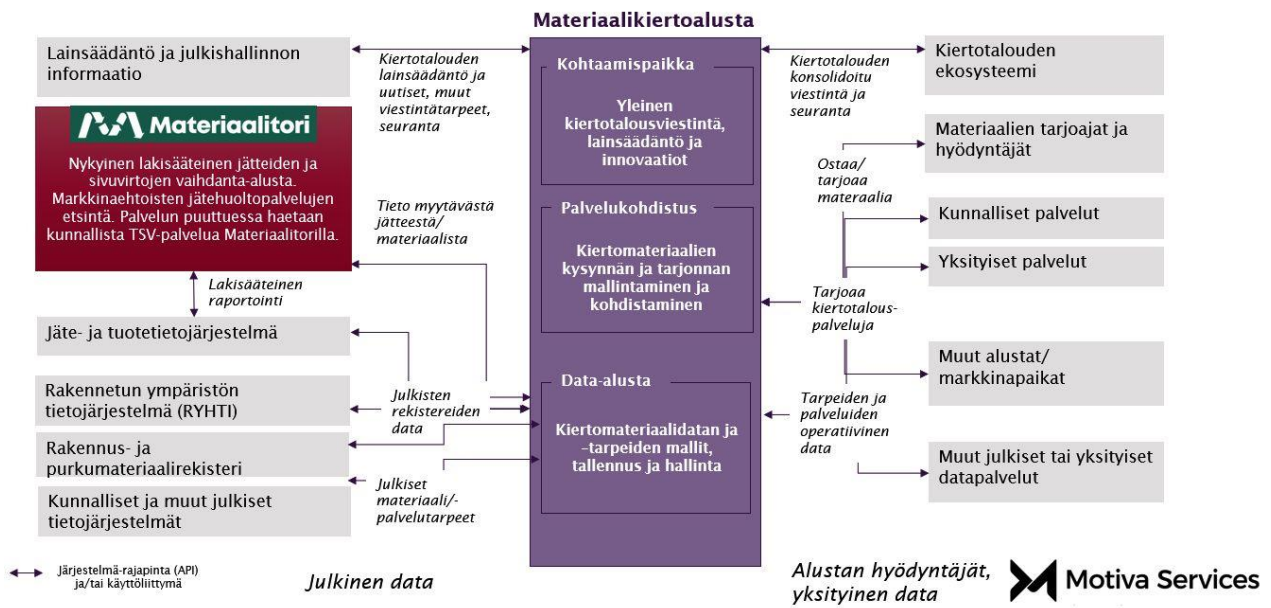 Materiaalikiertoalusta
Lainsäädäntö ja julkishallinnon
informaatio
Materiaalitori
Nykyinen lakisääteinen jätteiden ja
sivuvirtojen vaihdanta-alusta.
Markkinaehtoisten jätehuoltopalvelujen
etsintä. Palvelun puuttuessa haetaan
kunnallista TSV-palvelua Materiaalitorilla.
Lakisääteinen
raportointi
Jäte- ja tuotetietojärjestelmä
Rakennetun ympäristön
tietojärjestelmä (RYHTI)
Rakennus- ja
purkumateriaalirekisteri
Kunnalliset ja muut julkiset
tietojärjestelmät
Kiertotalouden
lainsäädäntö ja
uutiset, muut
viestintätarpeet,
seuranta
Tieto myytävästä
jätteestä/
materiaalista
Julkisten
rekistereiden
data
Julkiset
materiaali/-
palvelutarpeet
Kohtaamispaikka
Yleinen
kiertotalousviestintä,
lainsäädäntö ja
innovaatiot
Palvelukohdistus
Kiertomateriaalien
kysynnän ja tarjonnan
mallintaminen ja
kohdistaminen
Data-alusta
Kiertomateriaalidatan ja
-tarpeiden mallit,
tallennus ja hallinta
Kiertotalouden
konsolidoitu
viestintä ja
seuranta
Ostaa/
tarjoaa
materiaalia
Tarjoaa
kiertotalous-
palveluja
Tarpeiden ja
palveluiden
operatiivinen
data
Kiertotalouden
ekosysteemi
Materiaalien tarjoajat ja
hyödyntäjät
Kunnalliset palvelut
Yksityiset palvelut
Muut alustat/
markkinapaikat
Muut julkiset tai yksityiset
datapalvelut
Järjestelmä-rajapinta (API)
ja/tai käyttöliittymä
Julkinen data
Alustan hyödyntäjät,
yksityinen data
Motiva Services